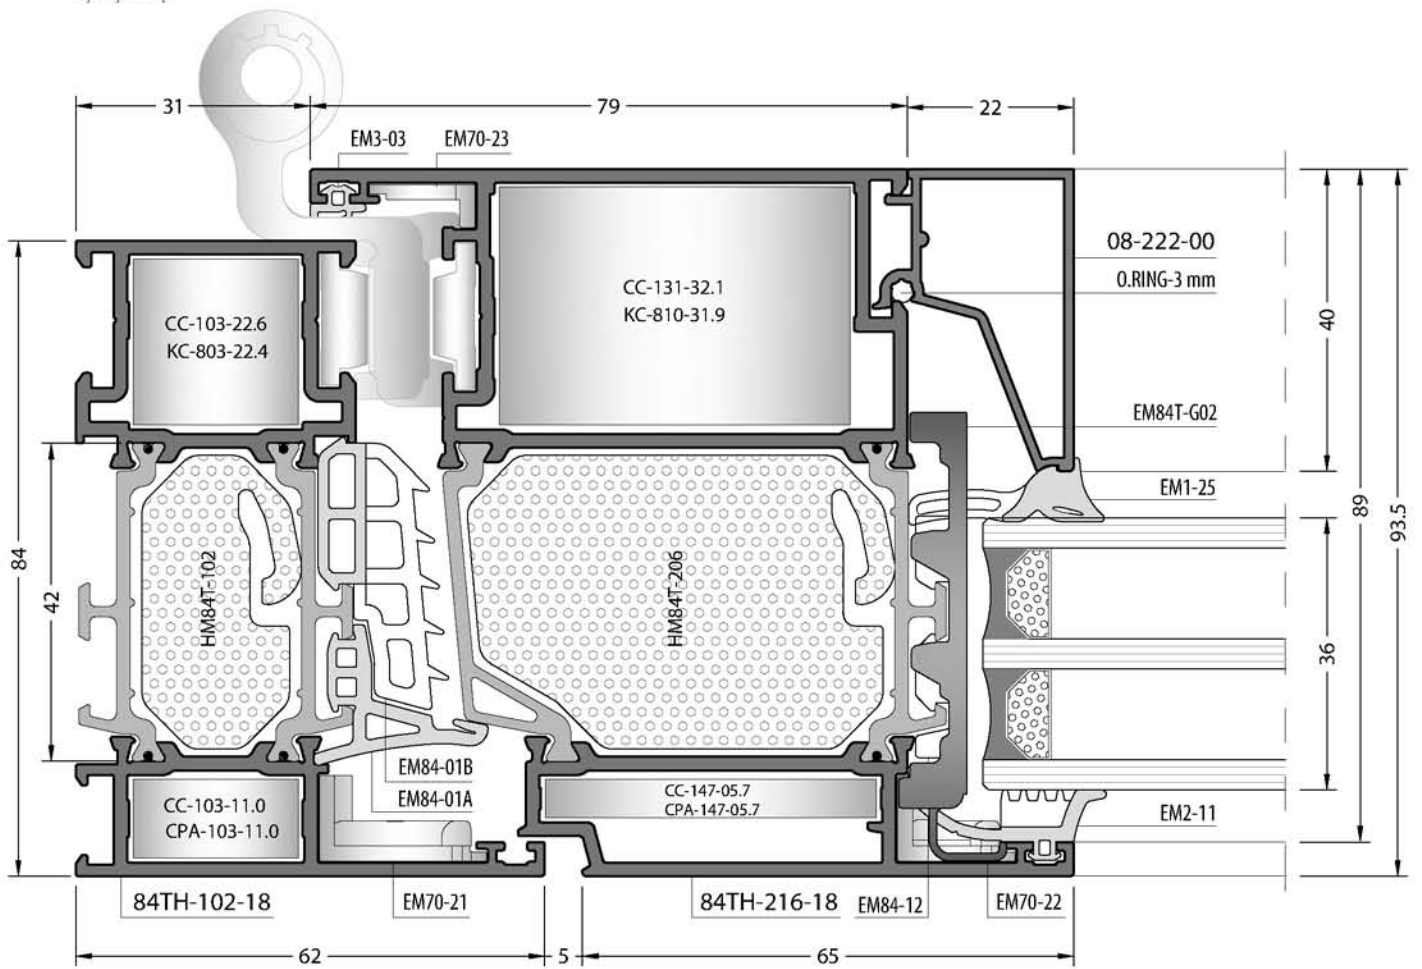 31
79
22
EM3-03
EM70-23
08-222-00
O.RING-3 mm
CC-131-32.1
KC-810-31.9
CC-103-22.6
KC-803-22.4
40
EM84T-G02
EM1-25
89
93.5
84
42
HM84T-102
HM84T-206
36
EM84-01B
EM84-01A
CC-103-11.0
CPA-103-11.0
CC-147-05.7
CPA-147-05.7
EM2-11
84TH-102-18
EM70-21
84TH-216-18
EM84-12
EM70-22
62
5
65